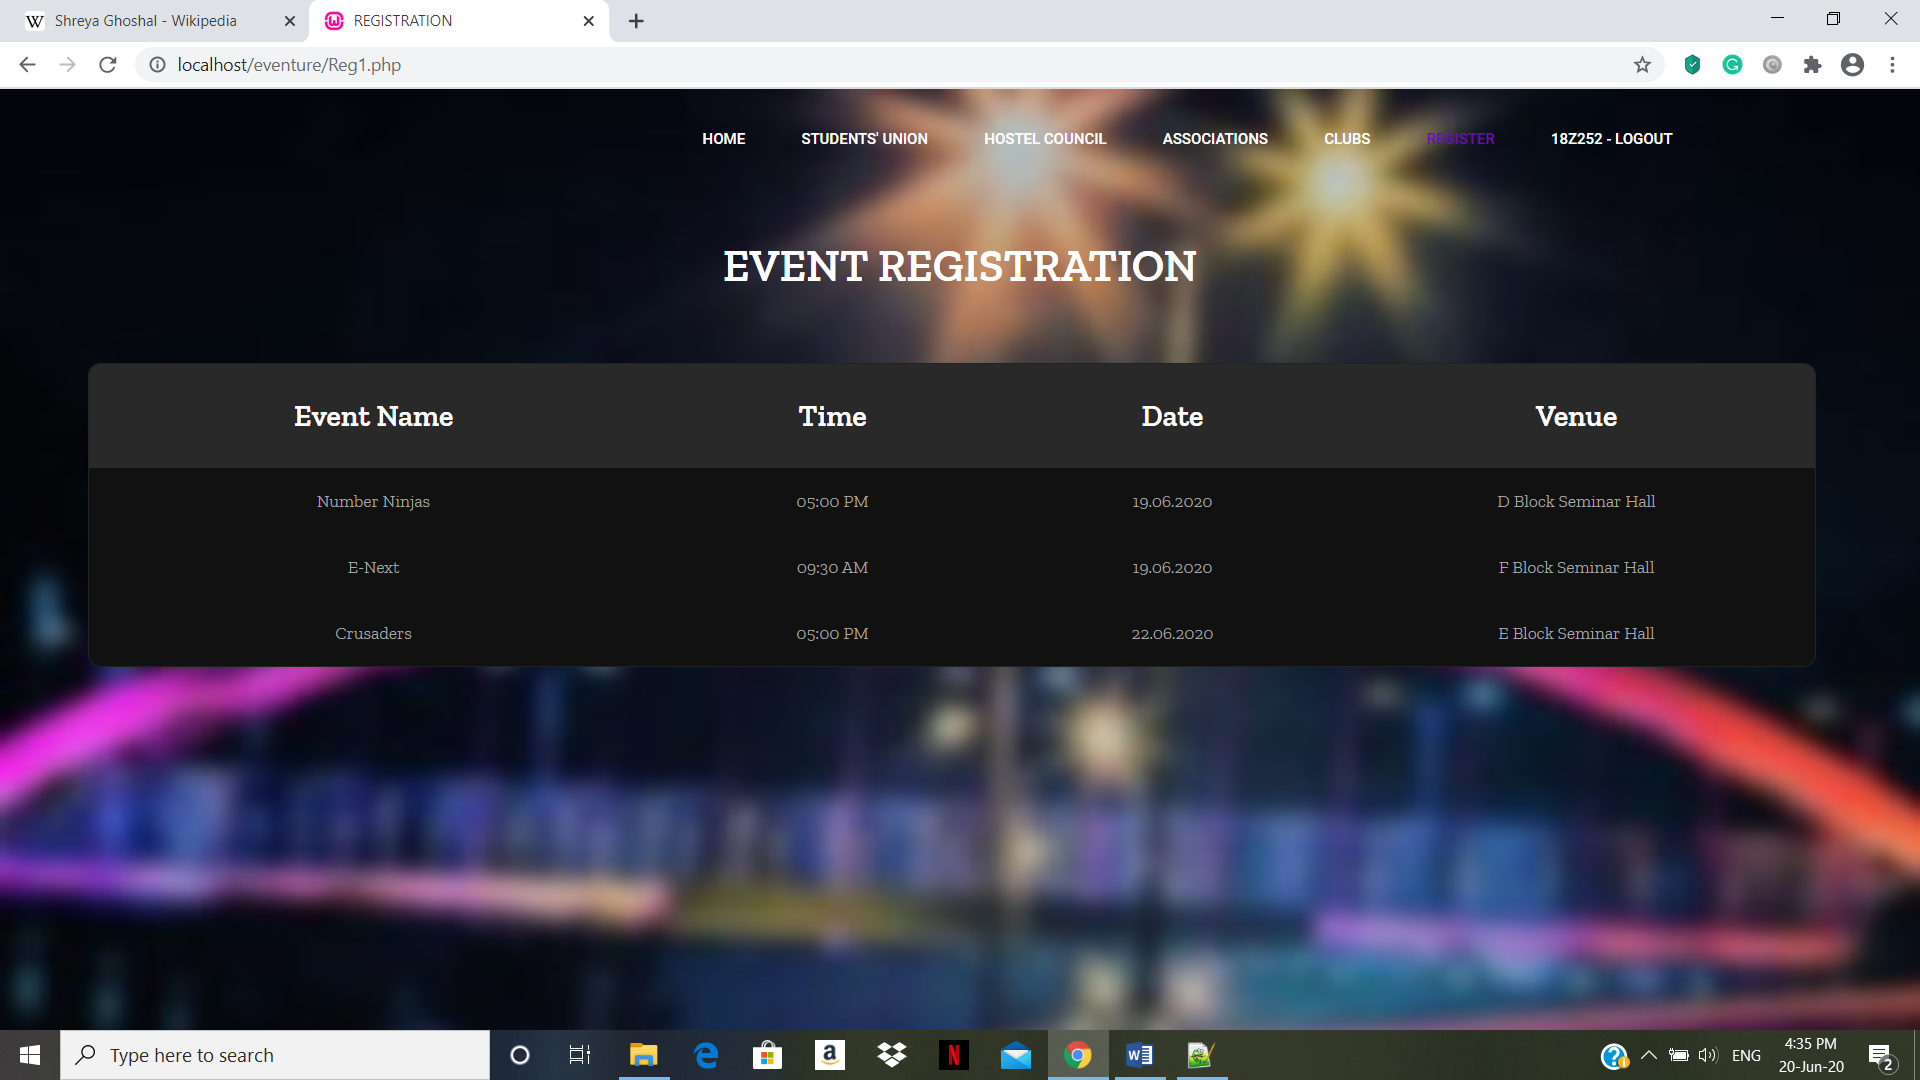 Shreya Ghoshal - Wikipedia
REGISTRATION
localhost/eventure/Reg1.php
HOME STUDENTS' UNION HOSTEL COUNCIL ASSOCIATIONS CLUBS REGISTER 18Z252 - LOGOUT
EVENT REGISTRATION
Event Name Time Date Venue
Number Ninjas 05:00 PM 19.06.2020 D Block Seminar Hall
E-Next 09:30 AM 19.06.2020 F Block Seminar Hall
Crusaders 05:00 PM 22.06.2020 E Block Seminar Hall
Type here to search
ENG
4:35 PM
20-Jun-20
2